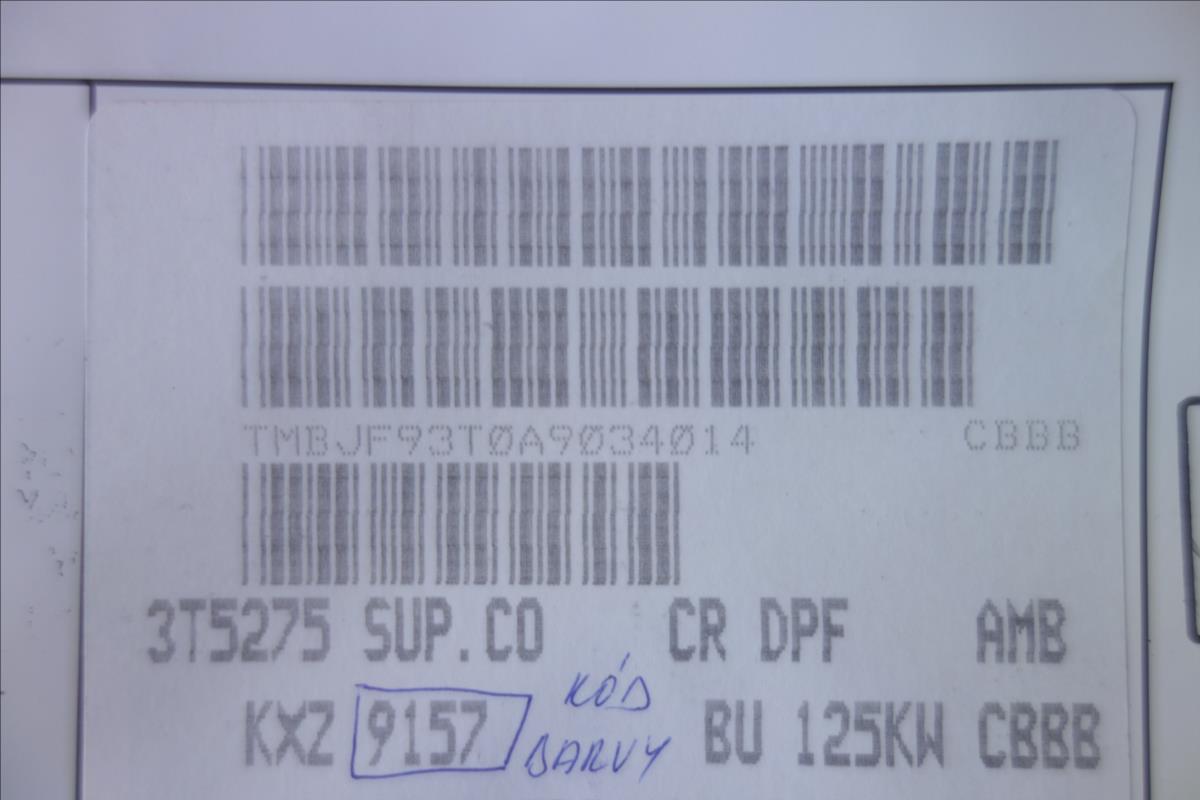 TMBJF93T0A9034014 CBBB
3T5275 SUP.CO CR DPF AMB
KXZ 9157 KÓD BARVY BU 125KW CBBB